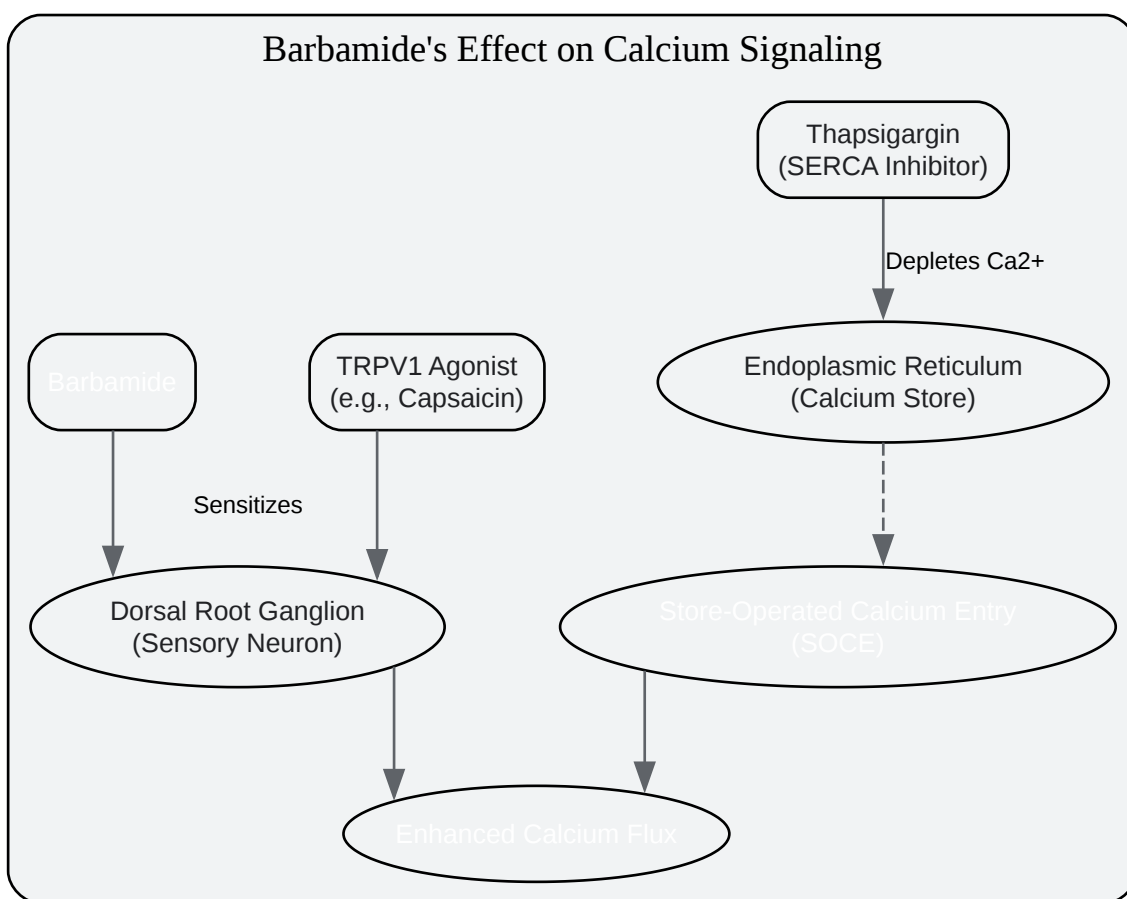 Barbamide's Effect on Calcium Signaling
Thapsigargin
(SERCA Inhibitor)
Depletes Ca2+
Barbamide
TRPV1 Agonist
(e.g., Capsaicin)
Endoplasmic Reticulum
(Calcium Store)
Sensitizes
Dorsal Root Ganglion
(Sensory Neuron)
Store-Operated Calcium Entry
(SOCE)
Enhanced Calcium Flux